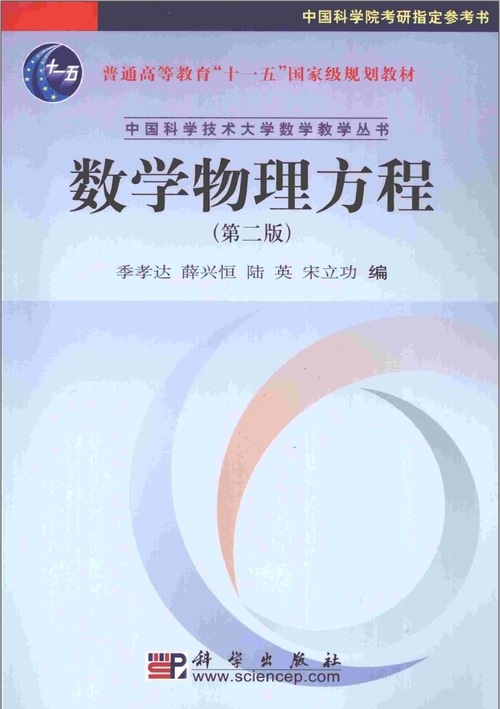 中国科学院考研指定参考书
十一五
普通高等教育“十一五”国家级规划教材
中国科学技术大学数学教学丛书
数学物理方程
(第二版)
季孝达 薛兴恒 陆 英 宋立功 编
SP 科学出版社
www.sciencep.com